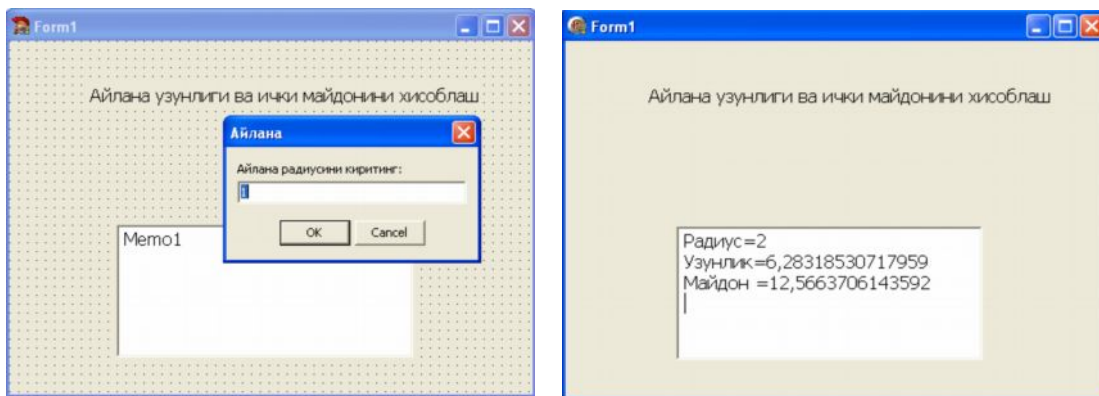 Form1
Айлана узунлиги ва ички майдонини хисоблаш
Айлана
Айлана радиусини киритинг:
1
OK
Cancel
Memo1
Form1
Айлана узунлиги ва ички майдонини хисоблаш
Радиус=2
Узунлик=6,28318530717959
Майдон =12,5663706143592